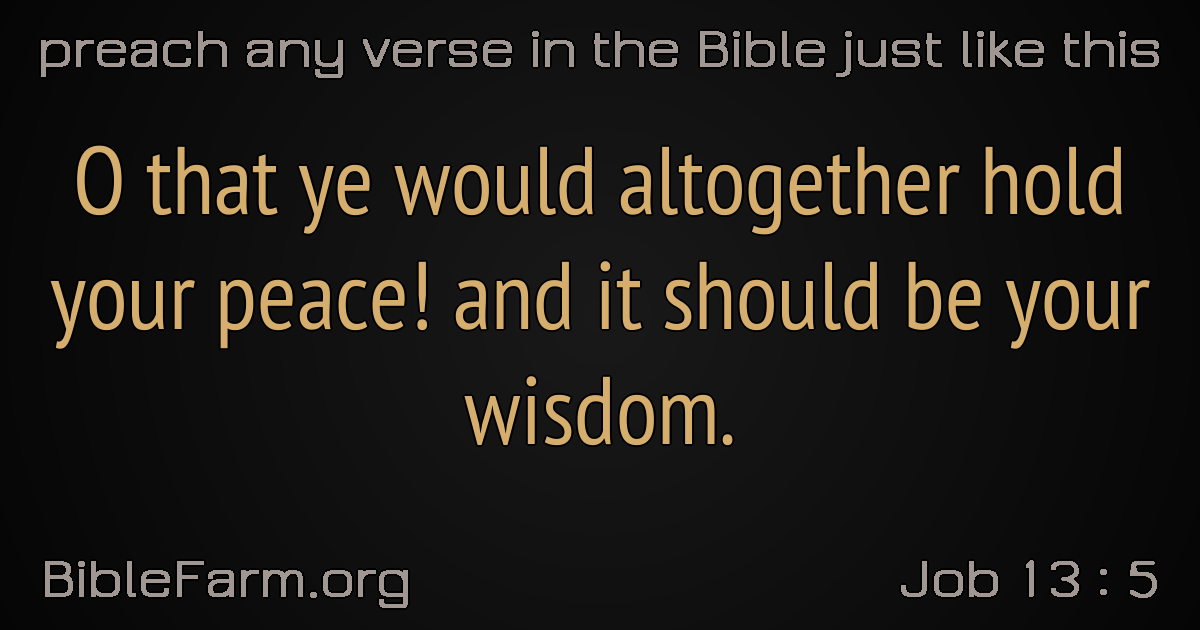 preach any verse in the Bible just like this
O that ye would altogether hold
your peace! and it should be your
wisdom.
BibleFarm.org
Job 13 : 5